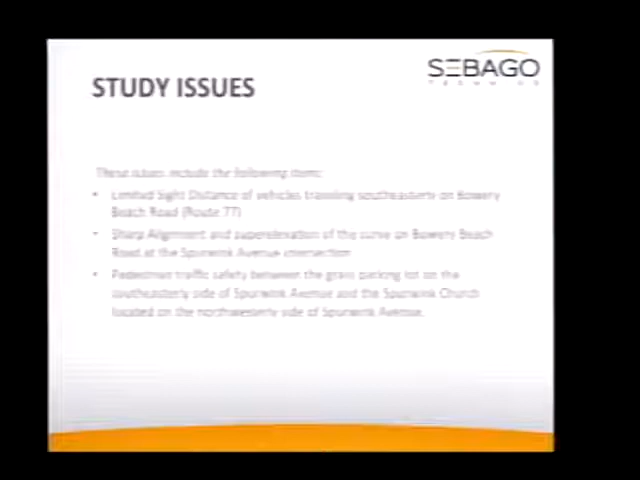 STUDY ISSUES
SEBAGO
TECHNICS
These issues include the following items:
• Limited Sight Distance of vehicles traveling southeasterly on Bowery
Beach Road (Route 77)
• Sharp Alignment and superelevation of the curve on Bowery Beach
Road at the Spurwink Avenue intersection
• Pedestrian traffic safety between the grass parking lot on the
southeasterly side of Spurwink Avenue and the Spurwink Church
located on the northwesterly side of Spurwink Avenue.